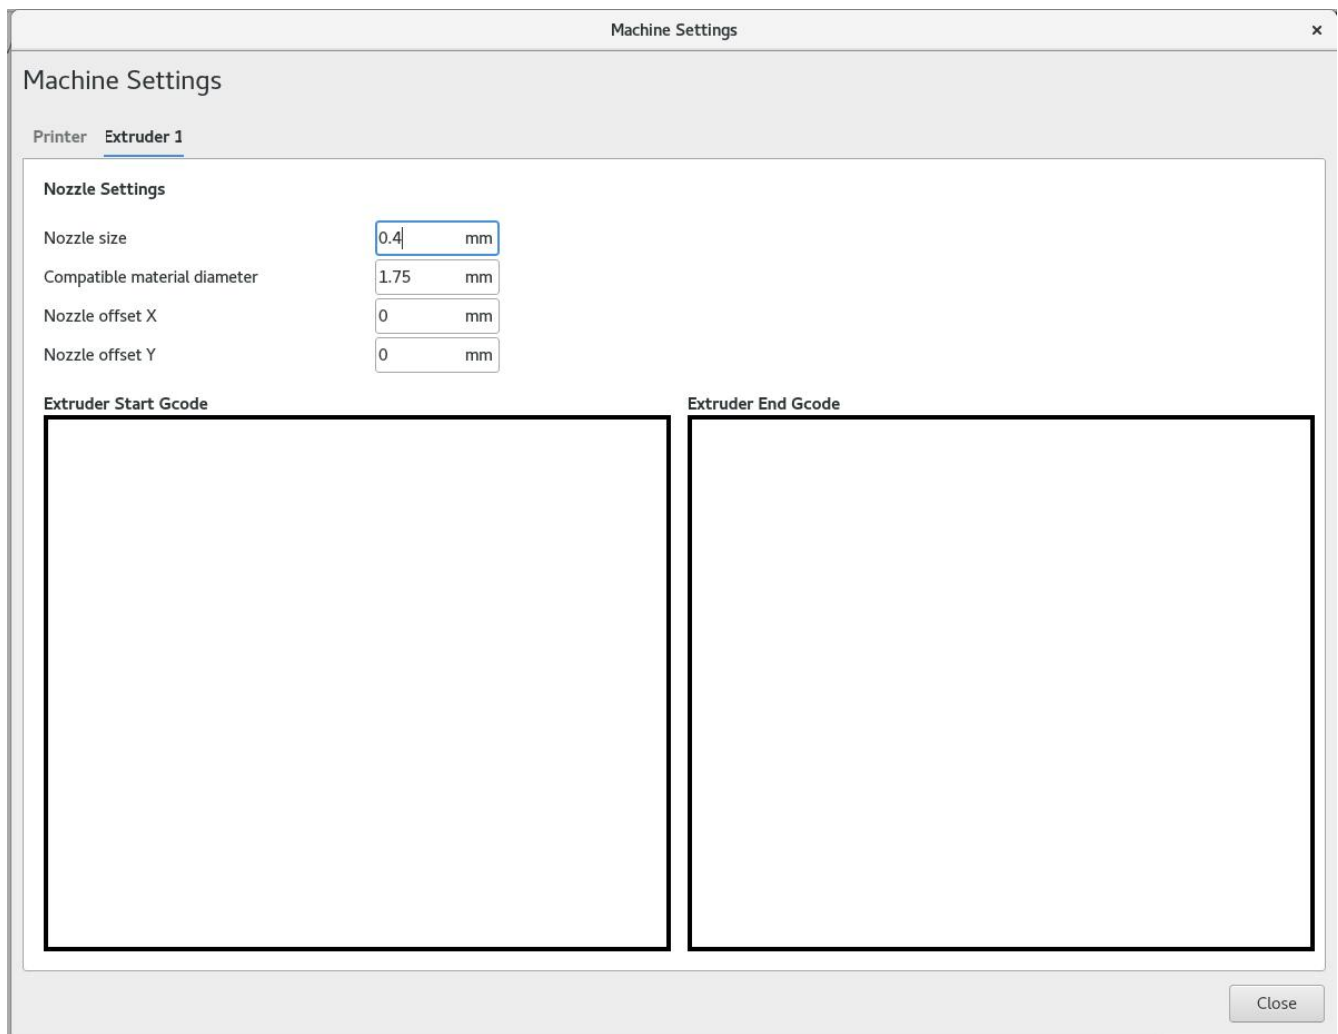 Machine Settings
×
Machine Settings
Printer Extruder 1
Nozzle Settings
Nozzle size 0.4 mm
Compatible material diameter 1.75 mm
Nozzle offset X 0 mm
Nozzle offset Y 0 mm
Extruder Start Gcode Extruder End Gcode
Close